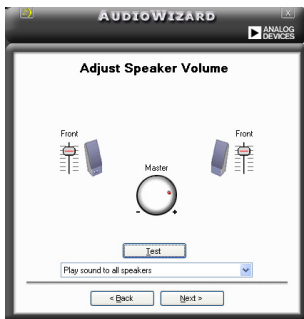 AUDIOWIZARD
ANALOG
DEVICES
Adjust Speaker Volume
Front
Front
Master
- +
Test
Play sound to all speakers
< Back
Next >